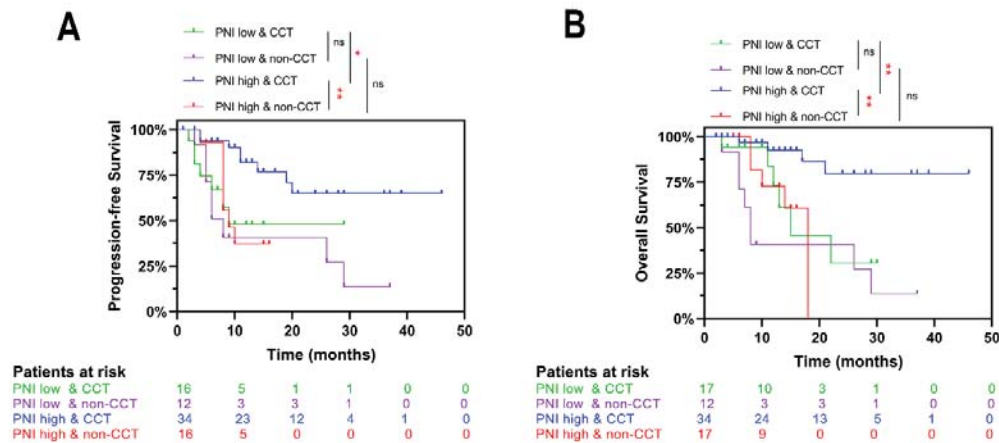 A
PNI low & CCT
PNI low & non-CCT
PNI high & CCT
PNI high & non-CCT
ns
*
**
ns
Progression-free Survival
100%
75%
50%
25%
0%
0 10 20 30 40 50
Time (months)
Patients at risk
PNI low & CCT 16 5 1 1 0 0
PNI low & non-CCT 12 3 3 1 0 0
PNI high & CCT 34 23 12 4 1 0
PNI high & non-CCT 16 5 0 0 0 0
B
PNI low & CCT
PNI low & non-CCT
PNI high & CCT
PNI high & non-CCT
ns
**
**
ns
Overall Survival
100%
75%
50%
25%
0%
0 10 20 30 40 50
Time (months)
Patients at risk
PNI low & CCT 17 10 3 1 0 0
PNI low & non-CCT 12 3 3 1 0 0
PNI high & CCT 34 24 13 5 1 0
PNI high & non-CCT 17 9 0 0 0 0